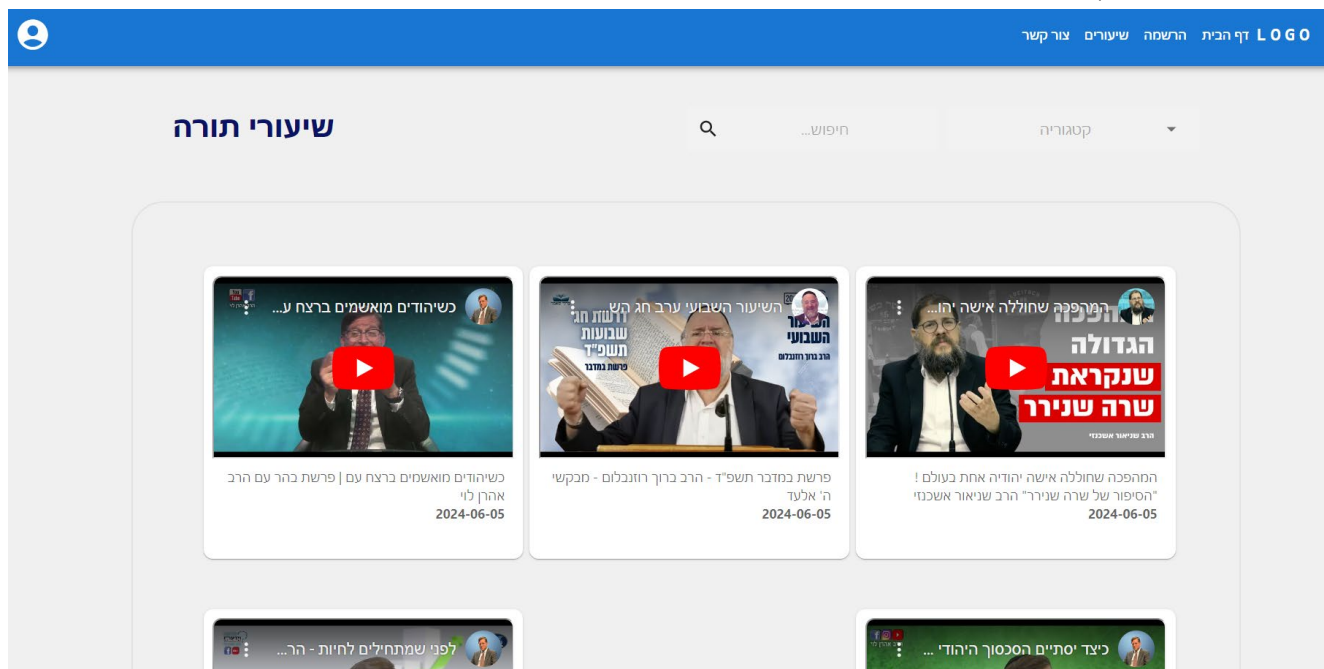 LOGO דף הבית הרשמה שיעורים צור קשר
קטגוריה
חיפוש...
שיעורי תורה
המהפכה שחוללה אישה יהו...
הגדולה
שנקראת
שרה שנירר
הרב שניאור אשכנזי
המהפכה שחוללה אישה יהודיה אחת בעולם !
"הסיפור של שרה שנירר" הרב שניאור אשכנזי
2024-06-05
השיעור השבועי ערב חג הש...
השיעור
השבועי
הרב ברוך רוזנבלום
דרשת חג
שבועות
תשפ"ד
פרשת במדבר
פרשת במדבר תשפ"ד - הרב ברוך רוזנבלום - מבקשי
ה' אלעד
2024-06-05
כשיהודים מואשמים ברצח ע...
כשיהודים מואשמים ברצח עם | פרשת בהר עם הרב
אהרן לוי
2024-06-05
כיצד יסתיים הסכסוך היהודי ...
לפני שמתחילים לחיות - הר...